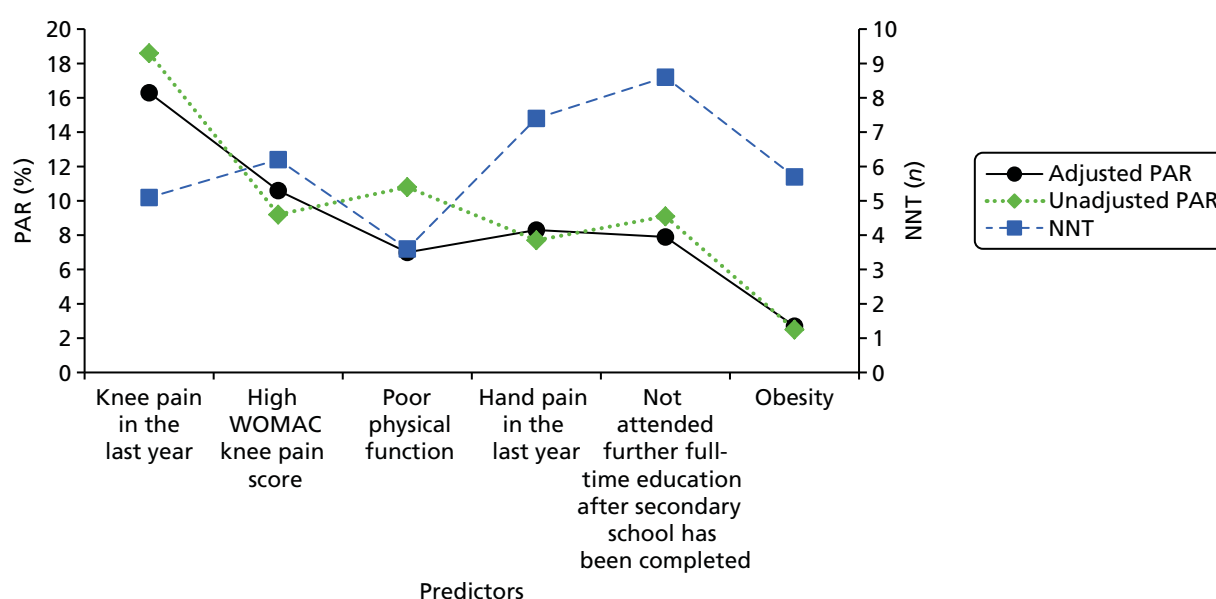 20
18
16
14
12
10
8
6
4
2
0
PAR (%)
10
9
8
7
6
5
4
3
2
1
0
NNT (n)
Knee pain
in the
last year
High
WOMAC
knee pain
score
Poor
physical
function
Hand pain
in the
last year
Not
attended
further full-
time education
after secondary
school has
been completed
Obesity
Predictors
Adjusted PAR
Unadjusted PAR
NNT